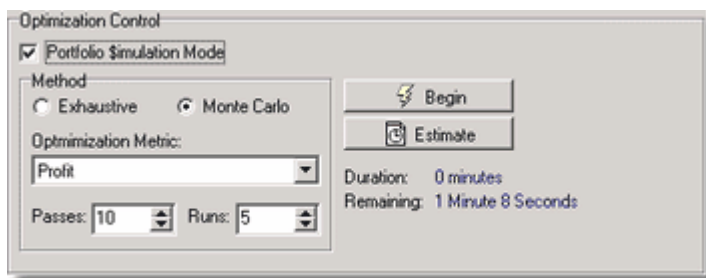 Optimization Control
Portfolio $imulation Mode
Method
Exhaustive Monte Carlo
Optmimization Metric:
Profit
Passes: 10 Runs: 5
Begin
Estimate
Duration: 0 minutes
Remaining: 1 Minute 8 Seconds